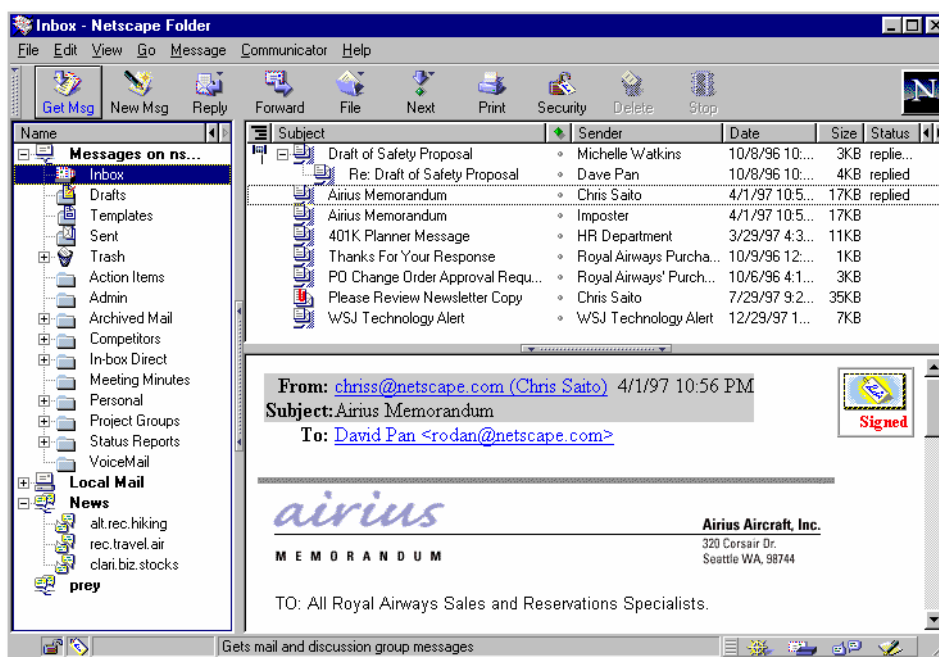 Inbox - Netscape Folder
File Edit View Go Message Communicator Help
Get Msg New Msg Reply Forward File Next Print Security Delete Stop
N
Name
Messages on ns...
Inbox
Drafts
Templates
Sent
Trash
Action Items
Admin
Archived Mail
Competitors
In-box Direct
Meeting Minutes
Personal
Project Groups
Status Reports
VoiceMail
Local Mail
News
alt.rec.hiking
rec.travel.air
clari.biz.stocks
prey
Subject Sender Date Size Status
Draft of Safety Proposal Michelle Watkins 10/8/96 10:... 3KB replie...
Re: Draft of Safety Proposal Dave Pan 10/8/96 10:... 4KB replied
Airius Memorandum Chris Saito 4/1/97 10:5... 17KB replied
Airius Memorandum Imposter 4/1/97 10:5... 17KB
401K Planner Message HR Department 3/29/97 4:3... 11KB
Thanks For Your Response Royal Airways Purcha... 10/9/96 12:... 1KB
PO Change Order Approval Requ... Royal Airways' Purch... 10/6/96 4:1... 3KB
Please Review Newsletter Copy Chris Saito 7/29/97 9:2... 35KB
WSJ Technology Alert WSJ Technology Alert 12/29/97 1... 7KB
From: chriss@netscape.com (Chris Saito) 4/1/97 10:56 PM
Subject: Airius Memorandum
To: David Pan <rodan@netscape.com>
Signed
airius
MEMORANDUM
Airius Aircraft, Inc.
320 Corsair Dr.
Seattle WA, 98744
TO: All Royal Airways Sales and Reservations Specialists.
Gets mail and discussion group messages